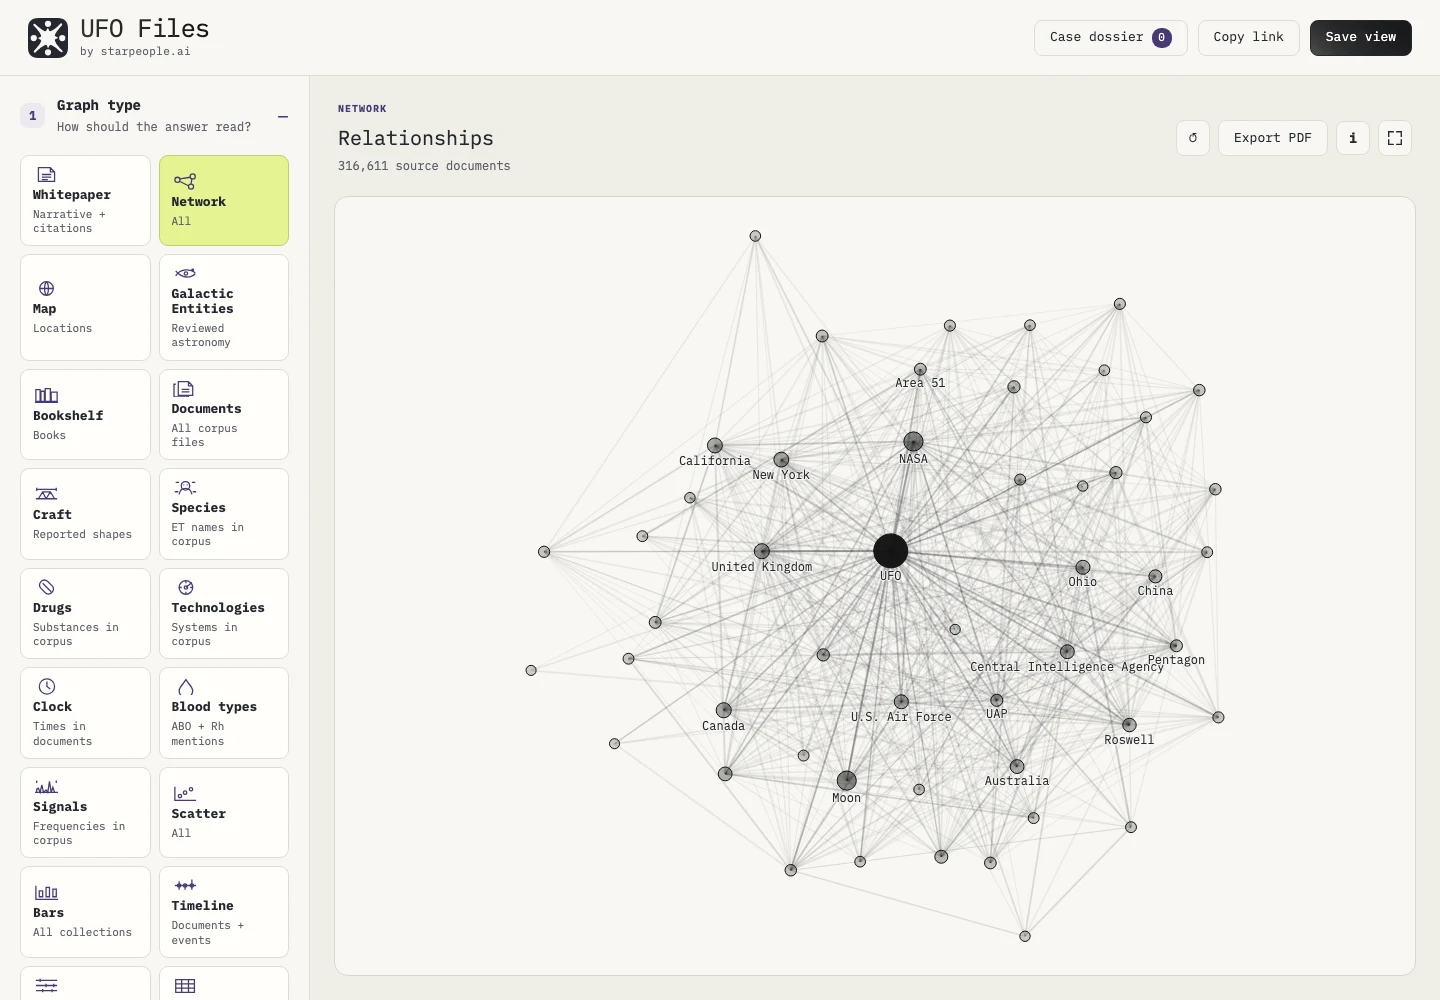 UFO Files
by starpeople.ai
Case dossier 0
Copy link
Save view
1
Graph type
How should the answer read?
Whitepaper
Narrative +
citations
Network
All
Map
Locations
Galactic
Entities
Reviewed
astronomy
Bookshelf
Books
Documents
All corpus
files
Craft
Reported shapes
Species
ET names in
corpus
Drugs
Substances in
corpus
Technologies
Systems in
corpus
Clock
Times in
documents
Blood types
ABO + Rh
mentions
Signals
Frequencies in
corpus
Scatter
All
Bars
All collections
Timeline
Documents +
events
NETWORK
Relationships
316,611 source documents
Export PDF
i
Area 51
NASA
California
New York
United Kingdom
UFO
Ohio
China
Central Intelligence Agency
Pentagon
Canada
U.S. Air Force
UAP
Roswell
Moon
Australia